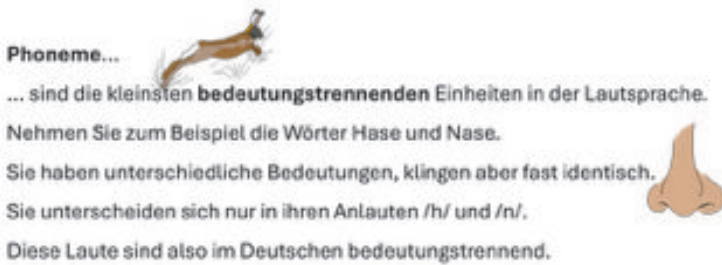 Phoneme...
... sind die kleinsten bedeutungstrennenden Einheiten in der Lautsprache.
Nehmen Sie zum Beispiel die Wörter Hase und Nase.
Sie haben unterschiedliche Bedeutungen, klingen aber fast identisch.
Sie unterscheiden sich nur in ihren Anlauten /h/ und /n/.
Diese Laute sind also im Deutschen bedeutungstrennend.